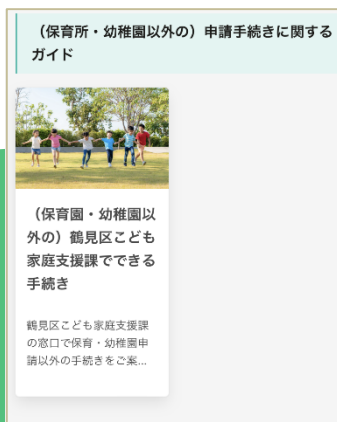 （保育所・幼稚園以外の）申請手続きに関する
ガイド
（保育園・幼稚園以
外の）鶴見区こども
家庭支援課でできる
手続き
鶴見区こども家庭支援課
の窓口で保育・幼稚園申
請以外の手続きをご案...